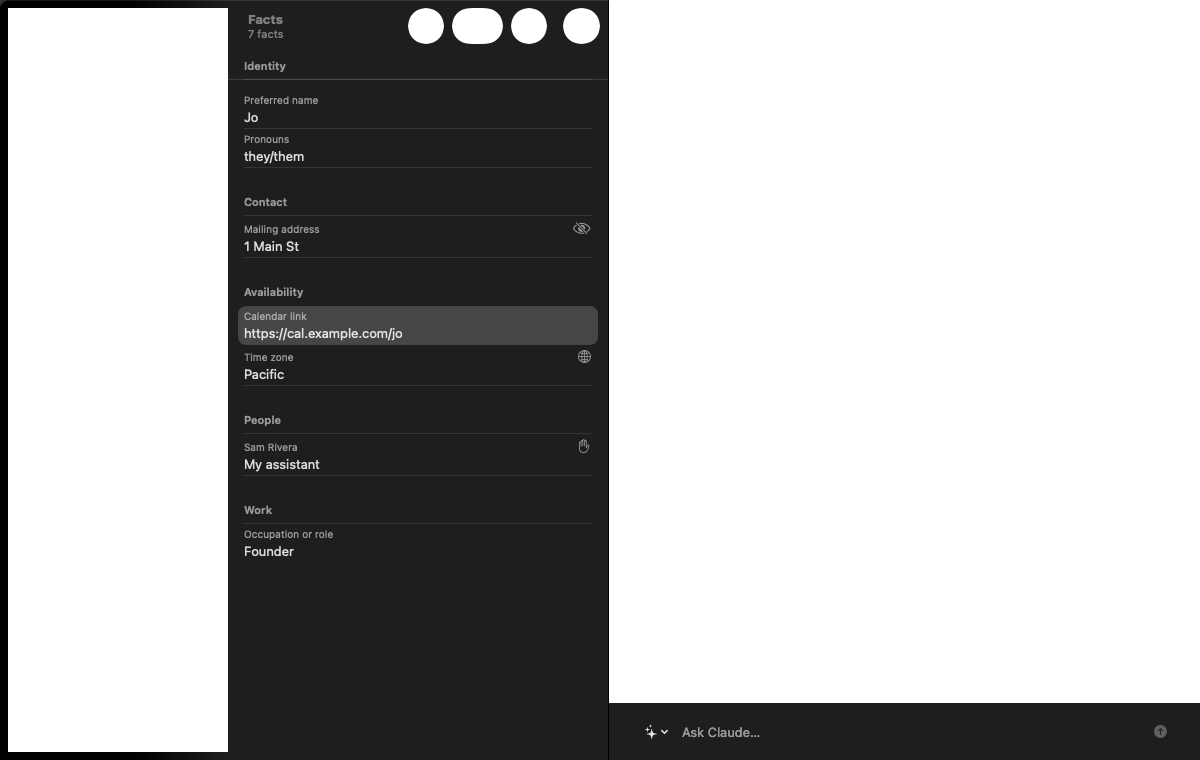 Facts
7 facts
Identity
Preferred name
Jo
Pronouns
they/them
Contact
Mailing address
1 Main St
Availability
Calendar link
https://cal.example.com/jo
Time zone
Pacific
People
Sam Rivera
My assistant
Work
Occupation or role
Founder
Ask Claude...